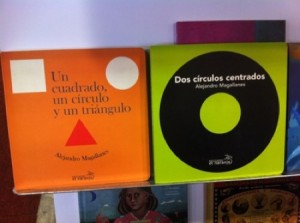 Un
cuadrado,
un círculo
y un triángulo
Alejandro Magallanes
Dos círculos centrados
Alejandro Magallanes